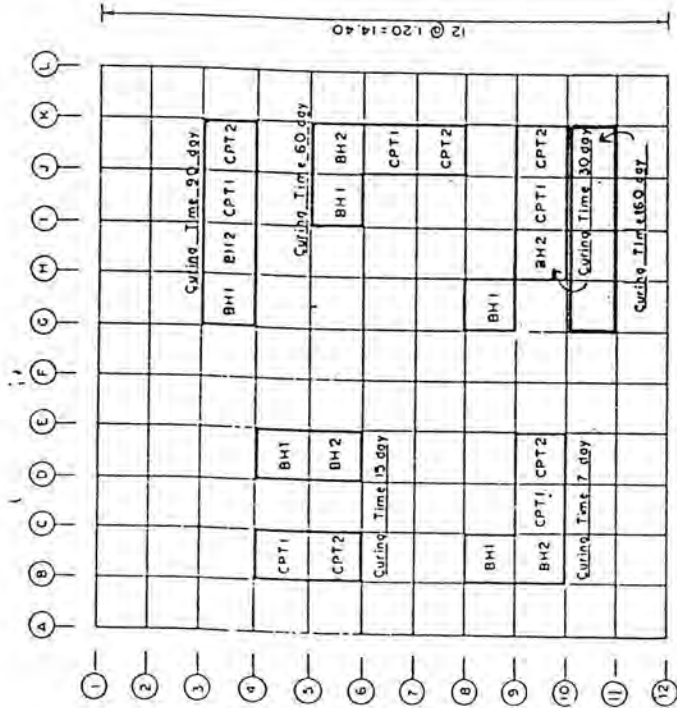 A B C D E F G H I J K L
1
2
3
4
5
6
7
8
9
10
11
12
12 @ 1.20=14.40
Curing Time 90 day
BH1 BH2 CPT1 CPT2
Curing Time 60 day
BH1 BH2
CPT1
CPT2
CPT1 BH1
CPT2 BH2
Curing Time 15 day
BH1
BH2 CPT1 CPT2
Curing Time 7 day
BH1
BH2 CPT1 CPT2
Curing Time 30 day
Curing Time 160 day